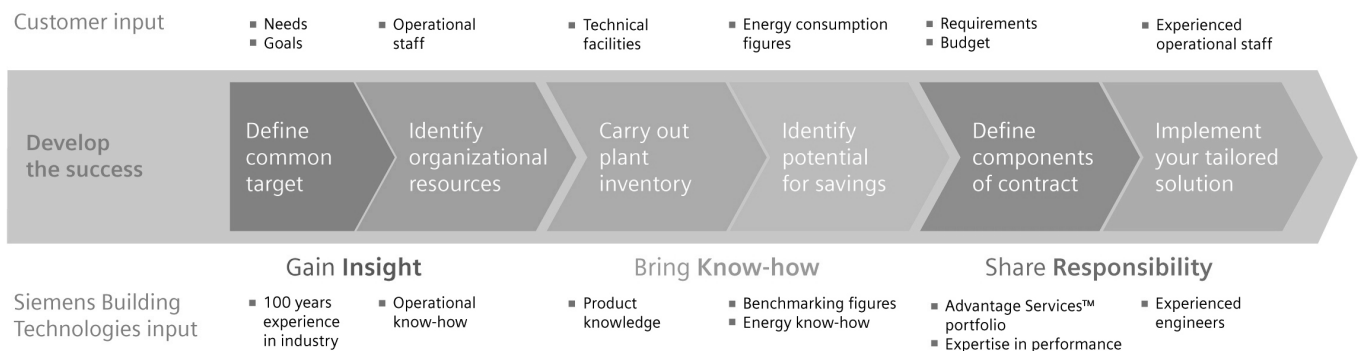 Customer input
▪ Needs
▪ Goals
▪ Operational
staff
▪ Technical
facilities
▪ Energy consumption
figures
▪ Requirements
▪ Budget
▪ Experienced
operational staff
Develop
the success
Define
common
target
Identify
organizational
resources
Carry out
plant
inventory
Identify
potential
for savings
Define
components
of contract
Implement
your tailored
solution
Gain Insight
Bring Know-how
Share Responsibility
Siemens Building
Technologies input
▪ 100 years
experience
in industry
▪ Operational
know-how
▪ Product
knowledge
▪ Benchmarking figures
▪ Energy know-how
▪ Advantage Services™
portfolio
▪ Expertise in performance
▪ Experienced
engineers